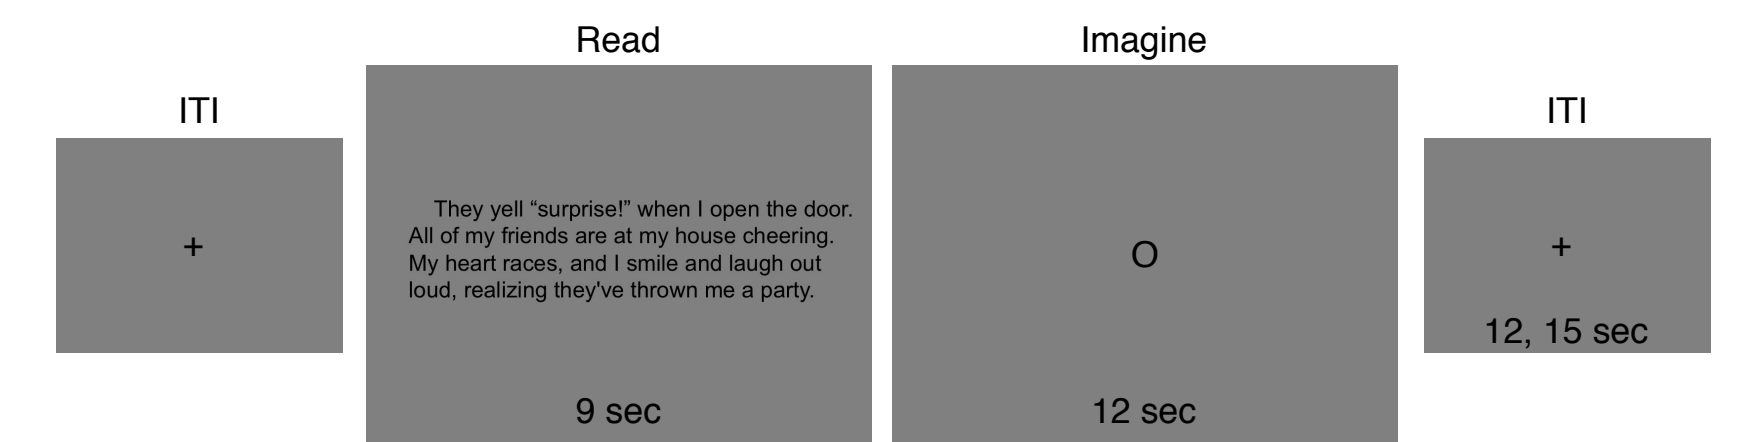 Read
Imagine
ITI
ITI
They yell “surprise!” when I open the door.
All of my friends are at my house cheering.
My heart races, and I smile and laugh out
loud, realizing they've thrown me a party.
+
O
+
12, 15 sec
9 sec
12 sec